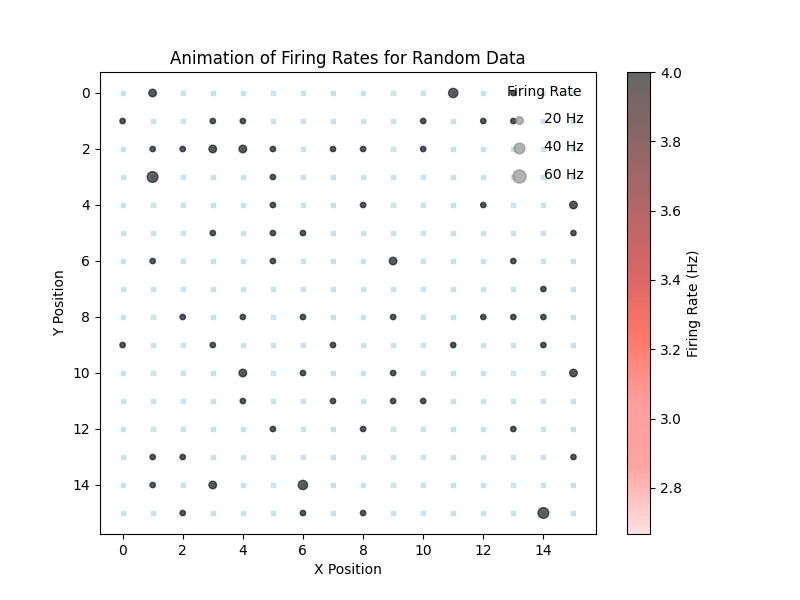 Animation of Firing Rates for Random Data
Firing Rate
20 Hz
40 Hz
60 Hz
0
2
4
6
8
10
12
14
Y Position
0 2 4 6 8 10 12 14
X Position
4.0
3.8
3.6
3.4
3.2
3.0
2.8
Firing Rate (Hz)